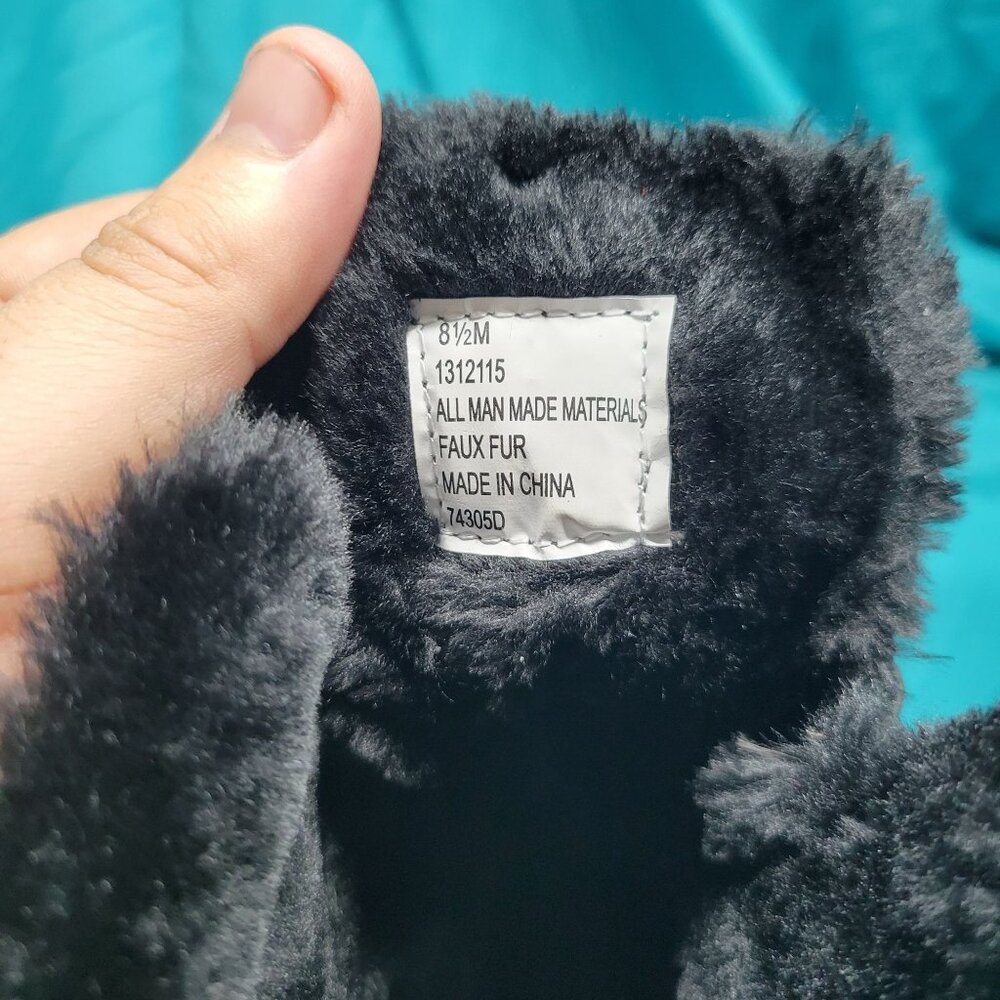 8½M
1312115
ALL MAN MADE MATERIALS
FAUX FUR
MADE IN CHINA
74305D